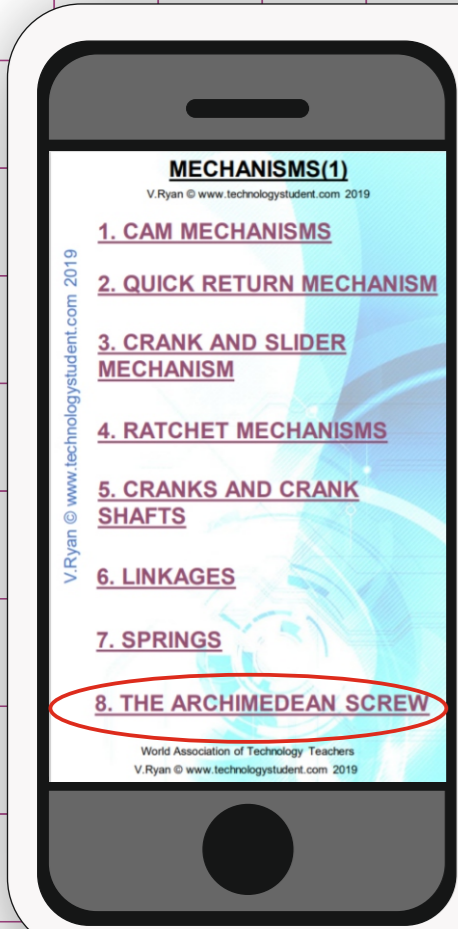 MECHANISMS(1)
V.Ryan © www.technologystudent.com 2019
1. CAM MECHANISMS
2. QUICK RETURN MECHANISM
3. CRANK AND SLIDER
MECHANISM
4. RATCHET MECHANISMS
5. CRANKS AND CRANK
SHAFTS
6. LINKAGES
7. SPRINGS
8. THE ARCHIMEDEAN SCREW
World Association of Technology Teachers
V.Ryan © www.technologystudent.com 2019
V.Ryan © www.technologystudent.com 2019